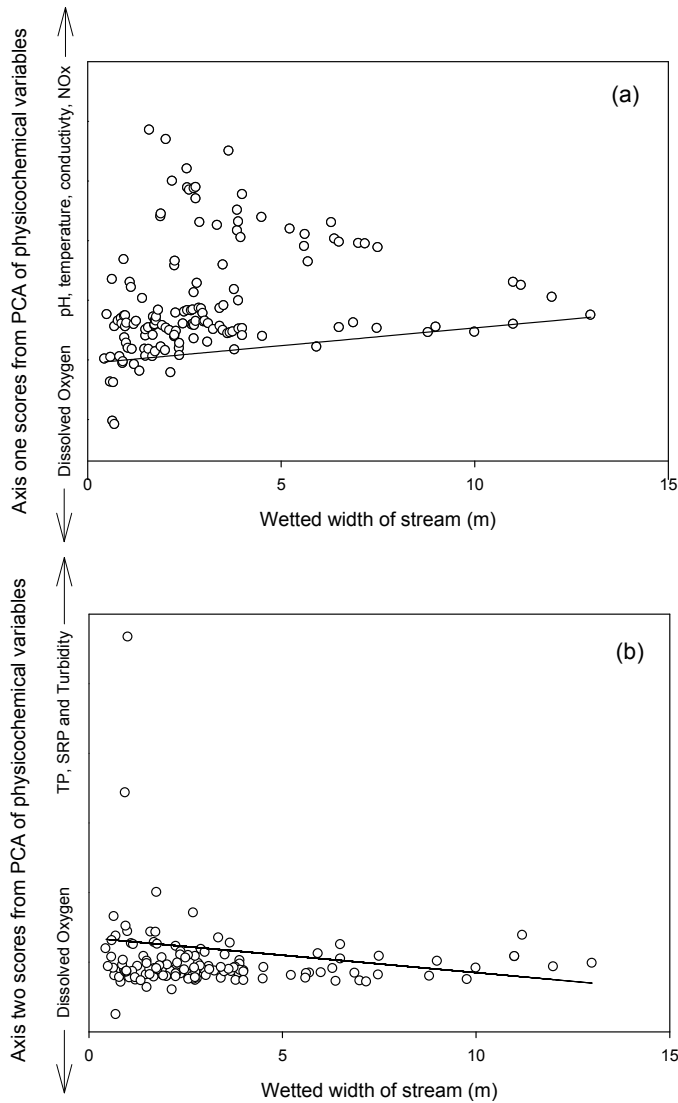 Axis one scores from PCA of physicochemical variables
Dissolved Oxygen
pH, temperature, conductivty, NOx
(a)
0
5
10
15
Wetted width of stream (m)
Axis two scores from PCA of physicochemical variables
Dissolved Oxygen
TP, SRP and Turbidity
(b)
0
5
10
15
Wetted width of stream (m)